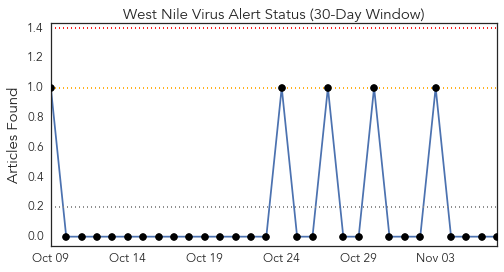 West Nile Virus Alert Status (30-Day Window)
Articles Found
1.4
1.2
1.0
0.8
0.6
0.4
0.2
0.0
Oct 09 Oct 14 Oct 19 Oct 24 Oct 29 Nov 03